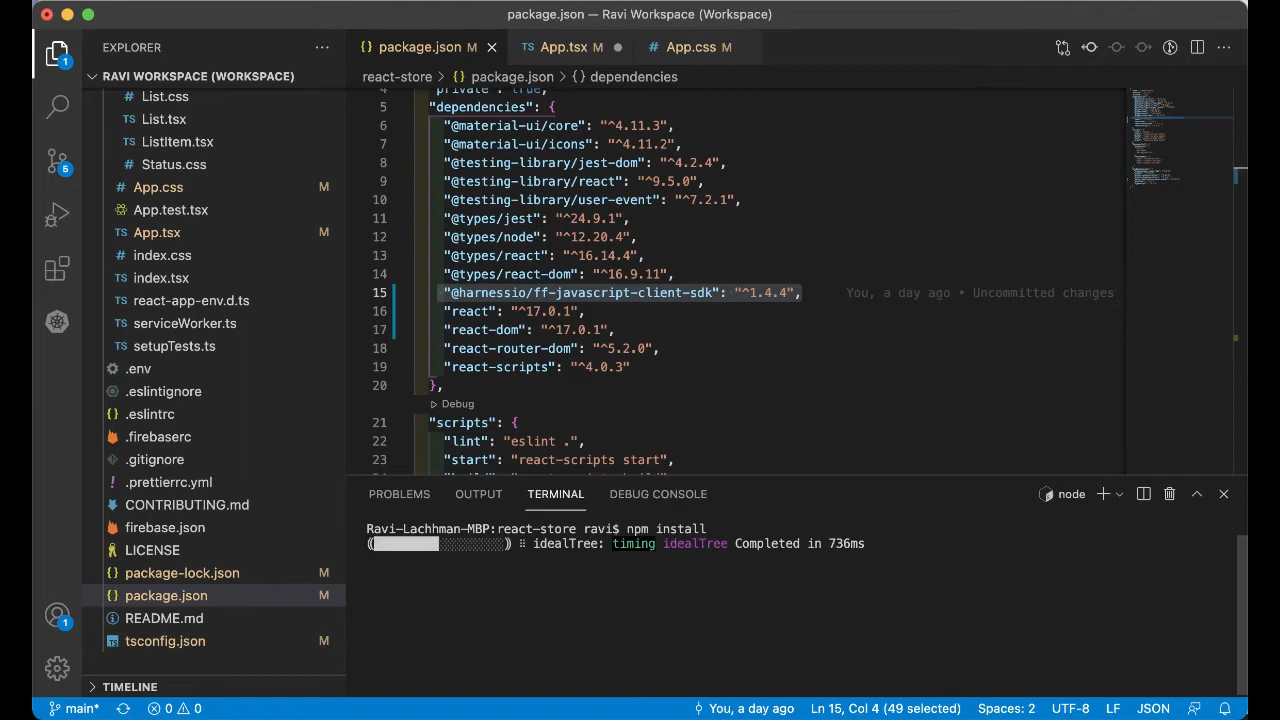 package.json — Ravi Workspace (Workspace)
EXPLORER
RAVI WORKSPACE (WORKSPACE)
List.css
TS List.tsx
TS ListItem.tsx
Status.css
App.css M
App.test.tsx
TS App.tsx M
index.css
TS index.tsx
TS react-app-env.d.ts
TS serviceWorker.ts
TS setupTests.ts
.env
.eslintignore
.eslintrc
.firebaserc
.gitignore
.prettierrc.yml
CONTRIBUTING.md
firebase.json
LICENSE
package-lock.json M
package.json M
README.md
tsconfig.json M
TIMELINE
1
5
1
{} package.json M
TS App.tsx M
# App.css M
react-store > {} package.json > {} dependencies
4 "private": true,
5 "dependencies": {
6 "@material-ui/core": "^4.11.3",
7 "@material-ui/icons": "^4.11.2",
8 "@testing-library/jest-dom": "^4.2.4",
9 "@testing-library/react": "^9.5.0",
10 "@testing-library/user-event": "^7.2.1",
11 "@types/jest": "^24.9.1",
12 "@types/node": "^12.20.4",
13 "@types/react": "^16.14.4",
14 "@types/react-dom": "^16.9.11",
15 "@harnessio/ff-javascript-client-sdk": "^1.4.4", You, a day ago • Uncommitted changes
16 "react": "^17.0.1",
17 "react-dom": "^17.0.1",
18 "react-router-dom": "^5.2.0",
19 "react-scripts": "^4.0.3"
20 },
Debug
21 "scripts": {
22 "lint": "eslint .",
23 "start": "react-scripts start",
PROBLEMS OUTPUT TERMINAL DEBUG CONSOLE
node
Ravi-Lachhman-MBP:react-store ravi$ npm install
idealTree: timing idealTree Completed in 736ms
main* 0 0 You, a day ago Ln 15, Col 4 (49 selected) Spaces: 2 UTF-8 LF JSON